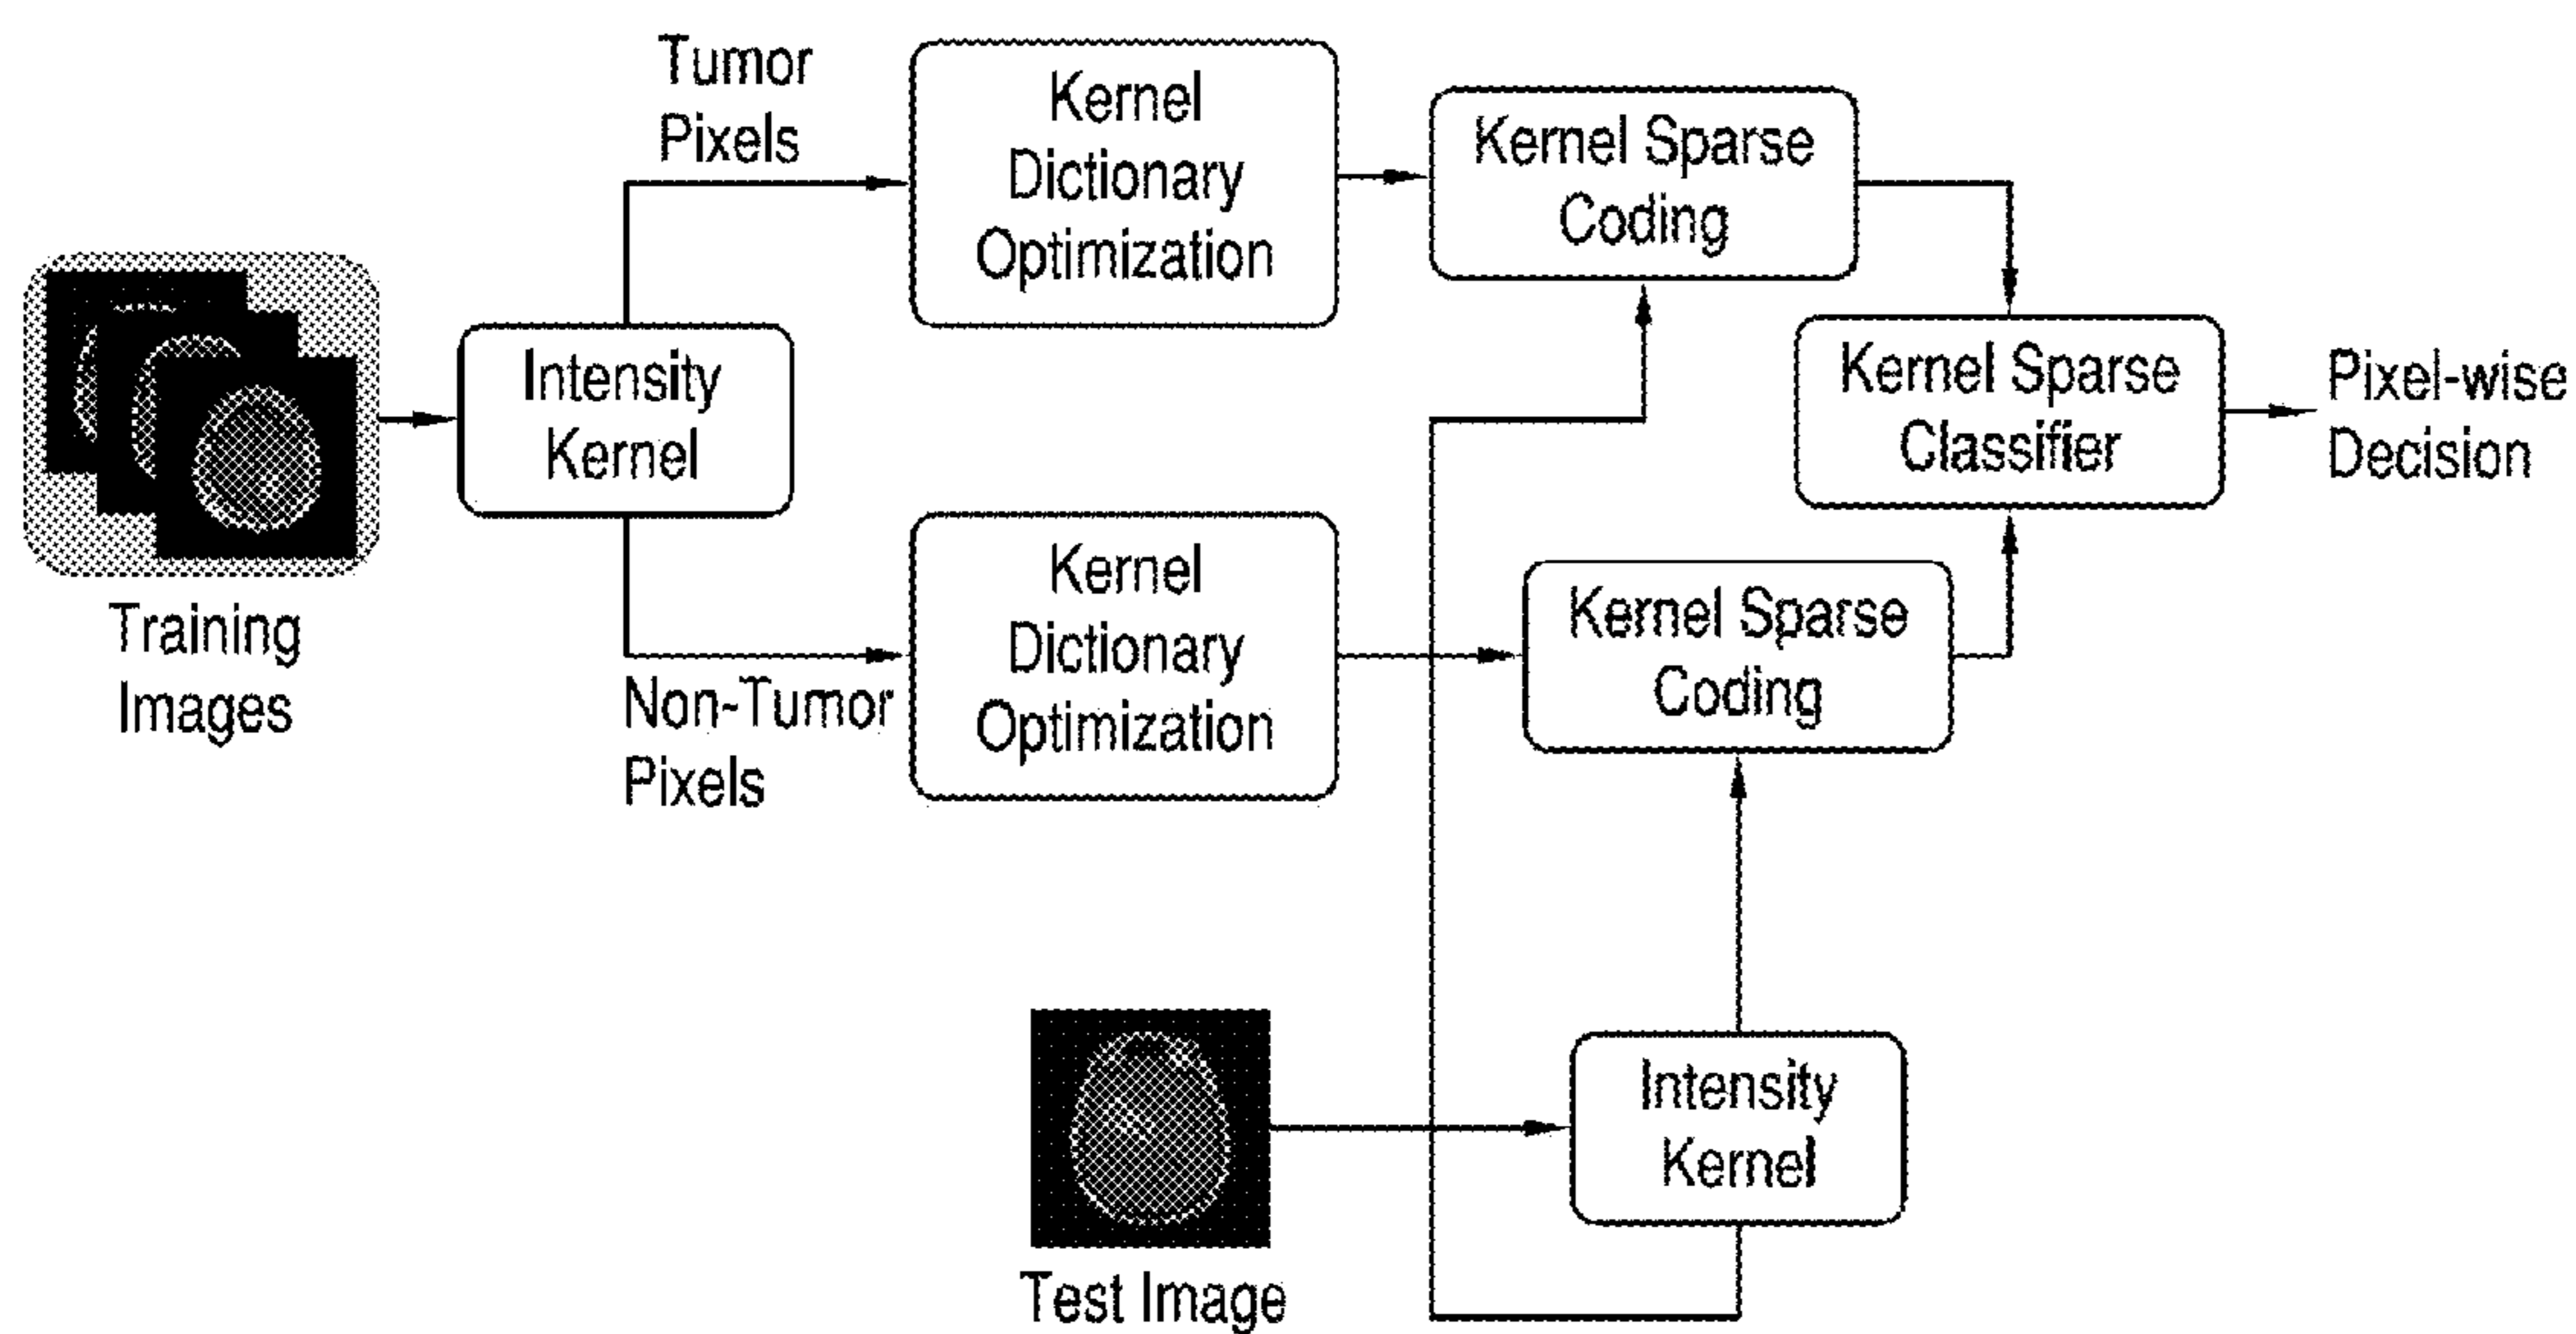 Tumor
Pixels
Kernel
Dictionary
Optimization
Kernel Sparse
Coding
Intensity
Kernel
Kernel Sparse
Classifier
Pixel-wise
Decision
Training
Images
Non-Tumor
Pixels
Kernel
Dictionary
Optimization
Kernel Sparse
Coding
Test Image
Intensity
Kernel